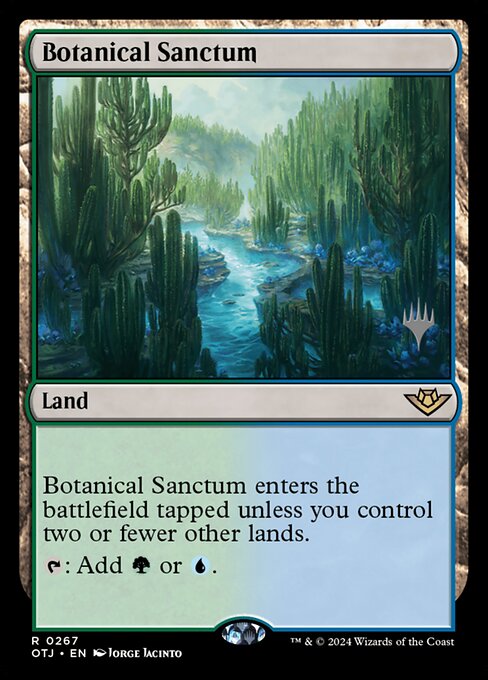 Botanical Sanctum
Land
Botanical Sanctum enters the
battlefield tapped unless you control
two or fewer other lands.
: Add or .
R 0267
OTJ • EN Jorge Jacinto
™ & © 2024 Wizards of the Coast